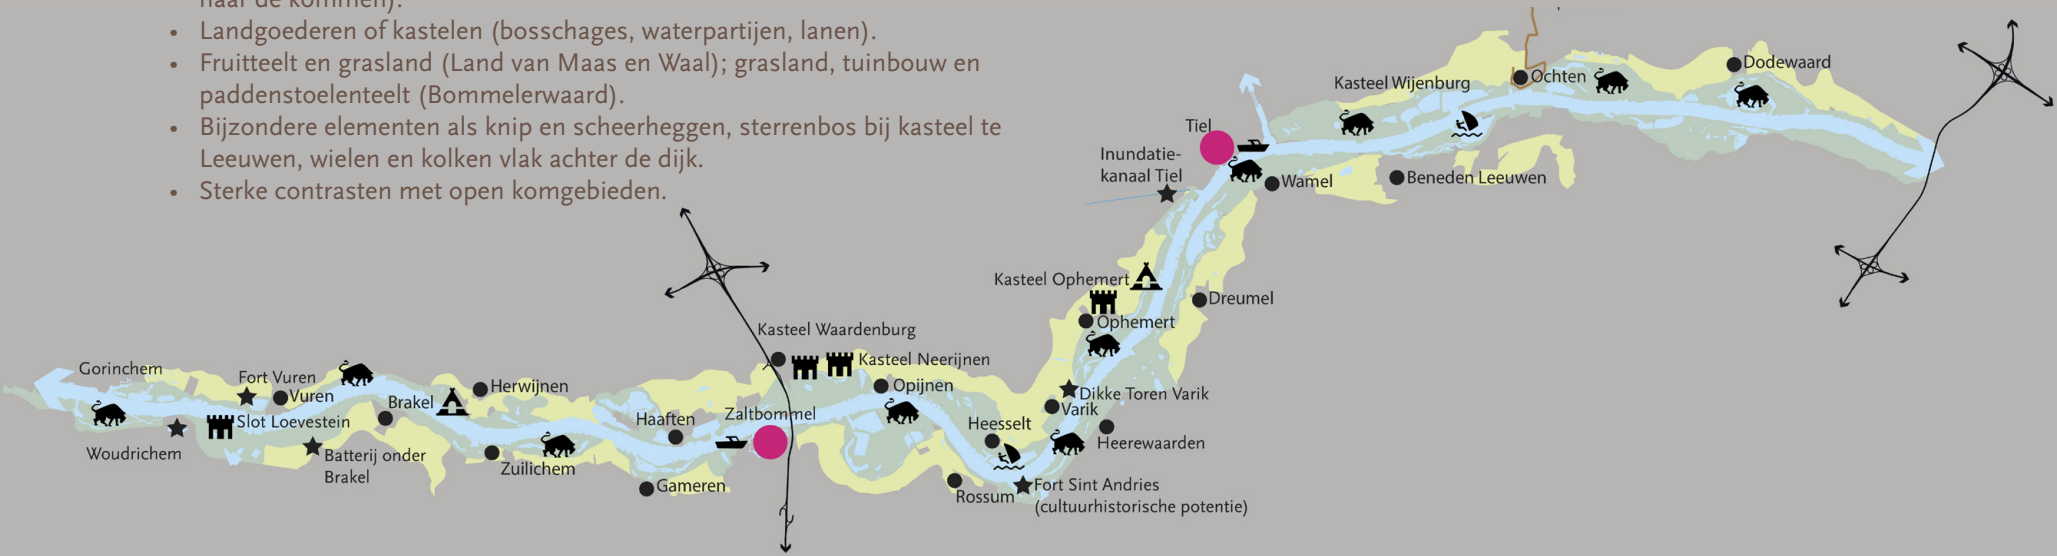 naar de kommen).
• Landgoederen of kastelen (bosschages, waterpartijen, lanen).
• Fruitteelt en grasland (Land van Maas en Waal); grasland, tuinbouw en
paddenstoelenteelt (Bommelerwaard).
• Bijzondere elementen als knip en scheerheggen, sterrenbos bij kasteel te
Leeuwen, wielen en kolken vlak achter de dijk.
• Sterke contrasten met open komgebieden.
Dodewaard
Ochten
Kasteel Wijenburg
Tiel
Inundatie-
kanaal Tiel
Wamel
Beneden Leeuwen
Kasteel Ophemert
Dreumel
Ophemert
Kasteel Waardenburg
Kasteel Neerijnen
Gorinchem
Fort Vuren
Vuren
Herwijnen
Opijnen
Brakel
Dikke Toren Varik
Varik
Slot Loevestein
Haaften
Zaltbommel
Heesselt
Heerewaarden
Woudrichem
Batterij onder
Brakel
Zuilichem
Gameren
Rossum
Fort Sint Andries
(cultuurhistorische potentie)